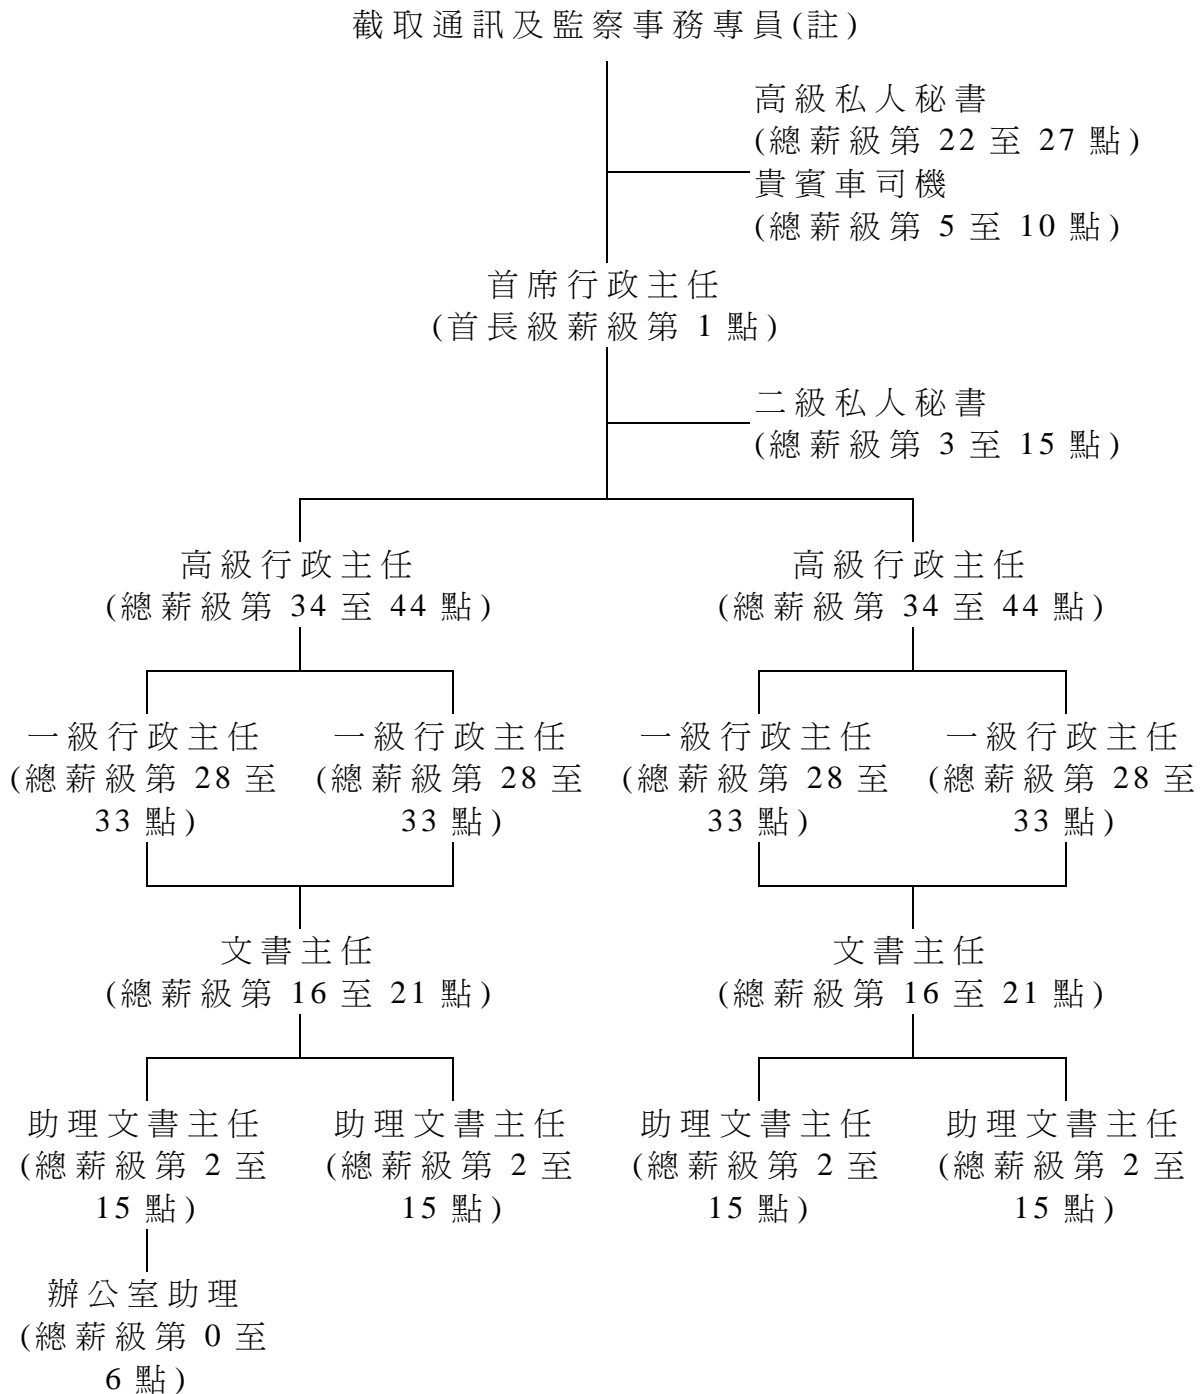 截取通訊及監察事務專員(註)
高級私人秘書
(總薪級第 22 至 27 點)
貴賓車司機
(總薪級第 5 至 10 點)
首席行政主任
(首長級薪級第 1 點)
二級私人秘書
(總薪級第 3 至 15 點)
高級行政主任
(總薪級第 34 至 44 點)
高級行政主任
(總薪級第 34 至 44 點)
一級行政主任
(總薪級第 28 至
33 點)
一級行政主任
(總薪級第 28 至
33 點)
一級行政主任
(總薪級第 28 至
33 點)
一級行政主任
(總薪級第 28 至
33 點)
文書主任
(總薪級第 16 至 21 點)
文書主任
(總薪級第 16 至 21 點)
助理文書主任
(總薪級第 2 至
15 點)
助理文書主任
(總薪級第 2 至
15 點)
助理文書主任
(總薪級第 2 至
15 點)
助理文書主任
(總薪級第 2 至
15 點)
辦公室助理
(總薪級第 0 至
6 點)